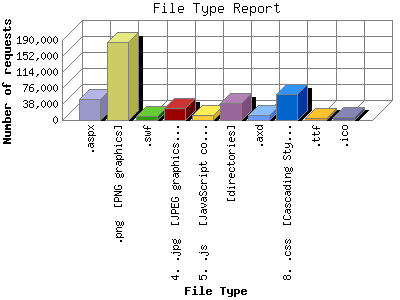 File Type Report
Number of requests
190,000
152,000
114,000
76,000
38,000
0
.aspx
.png [PNG graphics]
.swf
4. .jpg [JPEG graphics...
5. .js [JavaScript co...
[directories]
.axd
8. .css [Cascading Sty...
.ttf
.ico
File Type